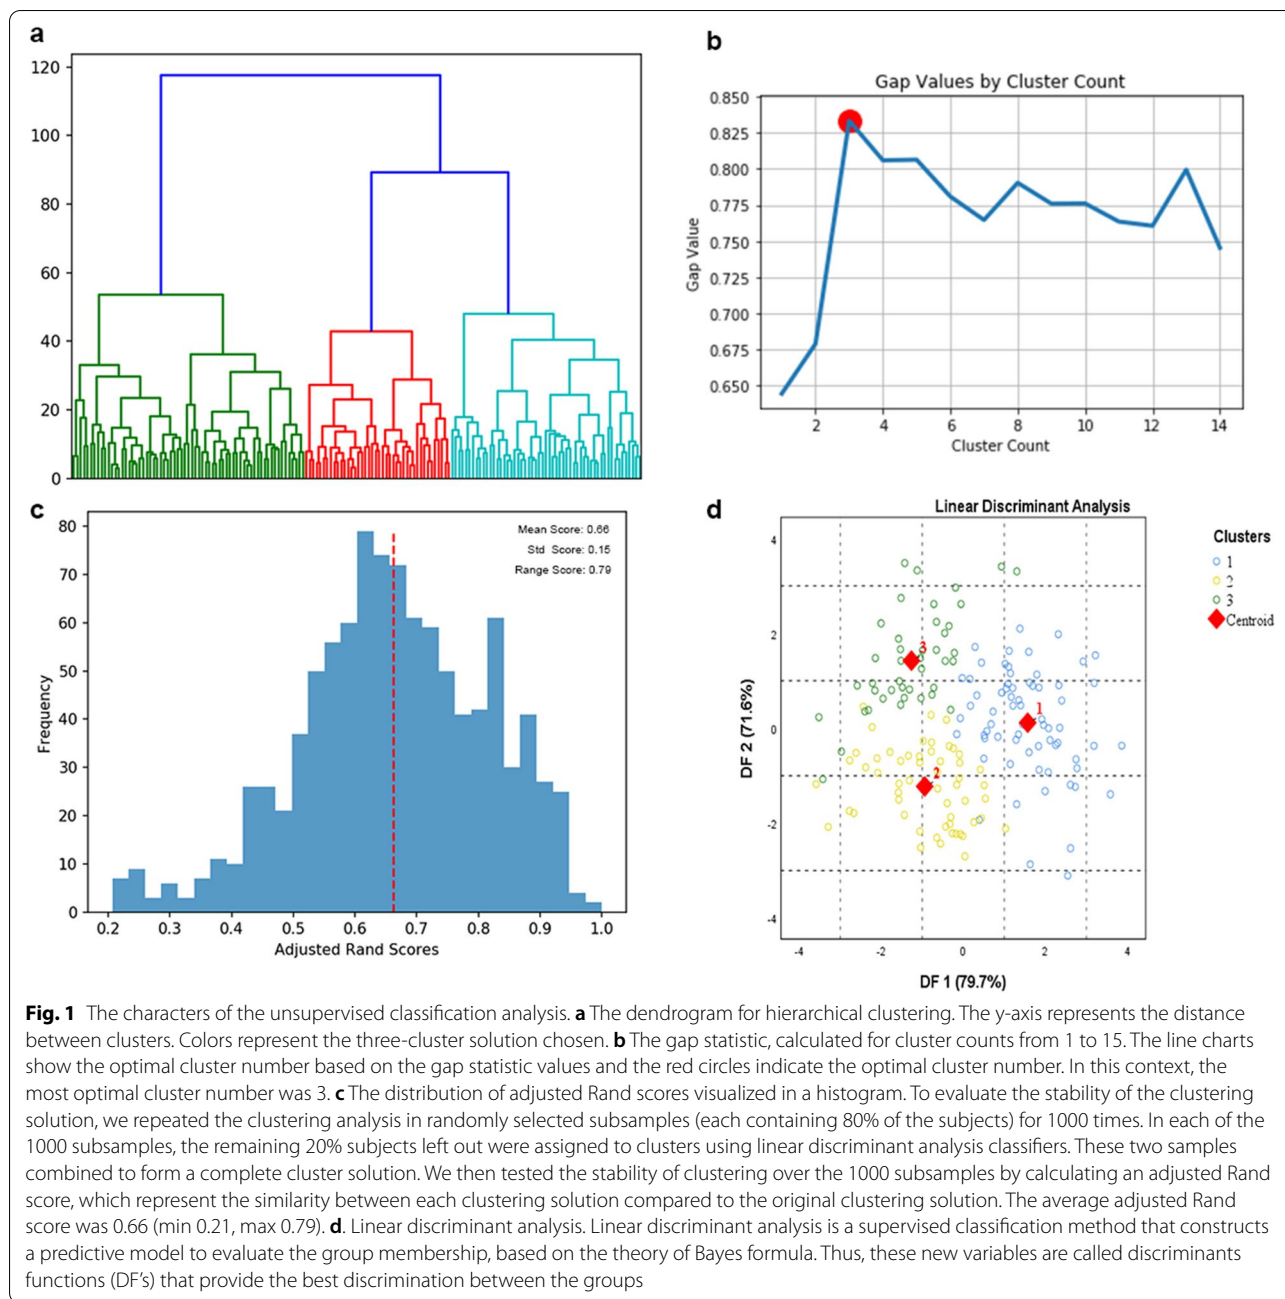 a
120
100
80
60
40
20
0
b
Gap Values by Cluster Count
0.850
0.825
0.800
0.775
0.750
0.725
0.700
0.675
0.650
Gap Value
2 4 6 8 10 12 14
Cluster Count
c
80
70
60
50
40
30
20
10
0
Frequency
Mean Score: 0.66
Std Score: 0.15
Range Score: 0.79
0.2 0.3 0.4 0.5 0.6 0.7 0.8 0.9 1.0
Adjusted Rand Scores
d
Linear Discriminant Analysis
4
2
0
-2
-4
DF 2 (71.6%)
3
1
2
-4 -2 0 2 4
DF 1 (79.7%)
Clusters
1
2
3
Centroid
Fig. 1 The characters of the unsupervised classification analysis. a The dendrogram for hierarchical clustering. The y-axis represents the distance
between clusters. Colors represent the three-cluster solution chosen. b The gap statistic, calculated for cluster counts from 1 to 15. The line charts
show the optimal cluster number based on the gap statistic values and the red circles indicate the optimal cluster number. In this context, the
most optimal cluster number was 3. c The distribution of adjusted Rand scores visualized in a histogram. To evaluate the stability of the clustering
solution, we repeated the clustering analysis in randomly selected subsamples (each containing 80% of the subjects) for 1000 times. In each of the
1000 subsamples, the remaining 20% subjects left out were assigned to clusters using linear discriminant analysis classifiers. These two samples
combined to form a complete cluster solution. We then tested the stability of clustering over the 1000 subsamples by calculating an adjusted Rand
score, which represent the similarity between each clustering solution compared to the original clustering solution. The average adjusted Rand
score was 0.66 (min 0.21, max 0.79). d. Linear discriminant analysis. Linear discriminant analysis is a supervised classification method that constructs
a predictive model to evaluate the group membership, based on the theory of Bayes formula. Thus, these new variables are called discriminants
functions (DF's) that provide the best discrimination between the groups